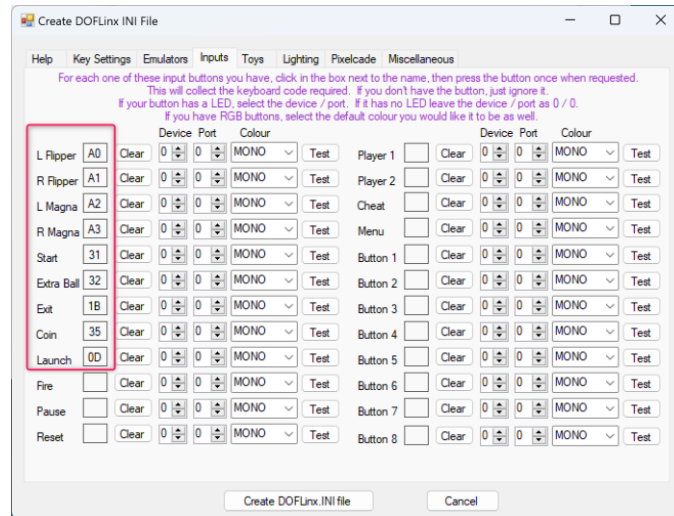 Create DOFLinx INI File
Help Key Settings Emulators Inputs Toys Lighting Pixelcade Miscellaneous
For each one of these input buttons you have, click in the box next to the name, then press the button once when requested.
This will collect the keyboard code required. If you don't have the button, just ignore it.
If your button has a LED, select the device / port. If it has no LED leave the device / port as 0 / 0.
If you have RGB buttons, select the default colour you would like it to be as well.
Device Port Colour Device Port Colour
L Flipper A0 Clear 0 0 MONO Test Player 1 Clear 0 0 MONO Test
R Flipper A1 Clear 0 0 MONO Test Player 2 Clear 0 0 MONO Test
L Magna A2 Clear 0 0 MONO Test Cheat Clear 0 0 MONO Test
R Magna A3 Clear 0 0 MONO Test Menu Clear 0 0 MONO Test
Start 31 Clear 0 0 MONO Test Button 1 Clear 0 0 MONO Test
Extra Ball 32 Clear 0 0 MONO Test Button 2 Clear 0 0 MONO Test
Exit 1B Clear 0 0 MONO Test Button 3 Clear 0 0 MONO Test
Coin 35 Clear 0 0 MONO Test Button 4 Clear 0 0 MONO Test
Launch 0D Clear 0 0 MONO Test Button 5 Clear 0 0 MONO Test
Fire Clear 0 0 MONO Test Button 6 Clear 0 0 MONO Test
Pause Clear 0 0 MONO Test Button 7 Clear 0 0 MONO Test
Reset Clear 0 0 MONO Test Button 8 Clear 0 0 MONO Test
Create DOFLinx.INI file Cancel